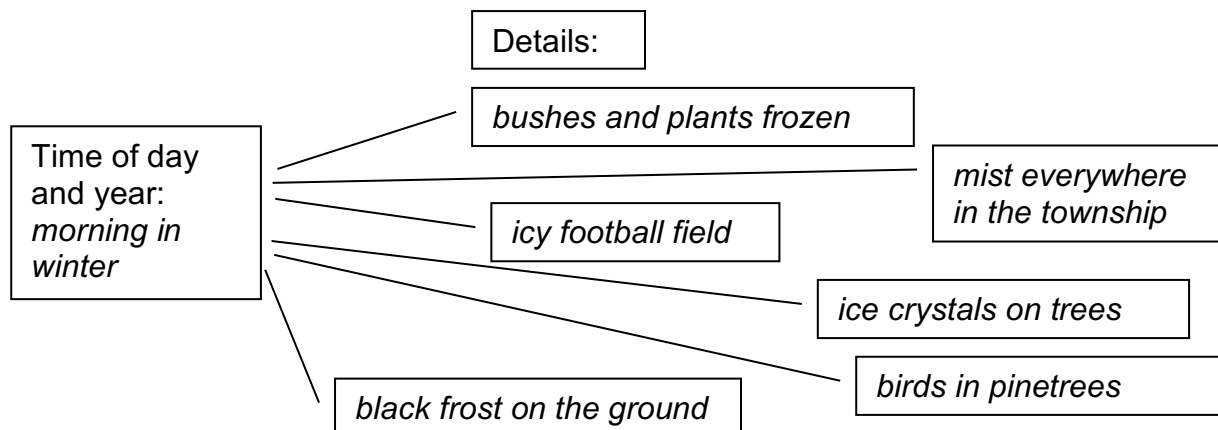 Details:
bushes and plants frozen
Time of day
and year:
morning in
winter
mist everywhere
in the township
icy football field
ice crystals on trees
birds in pinetrees
black frost on the ground